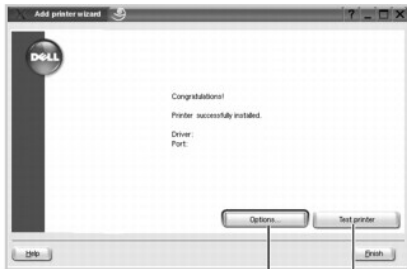 Add printer wizard
DELL
Congratulations!
Printer successfully installed.
Driver:
Port:
Options...
Test printer
Help
Finish